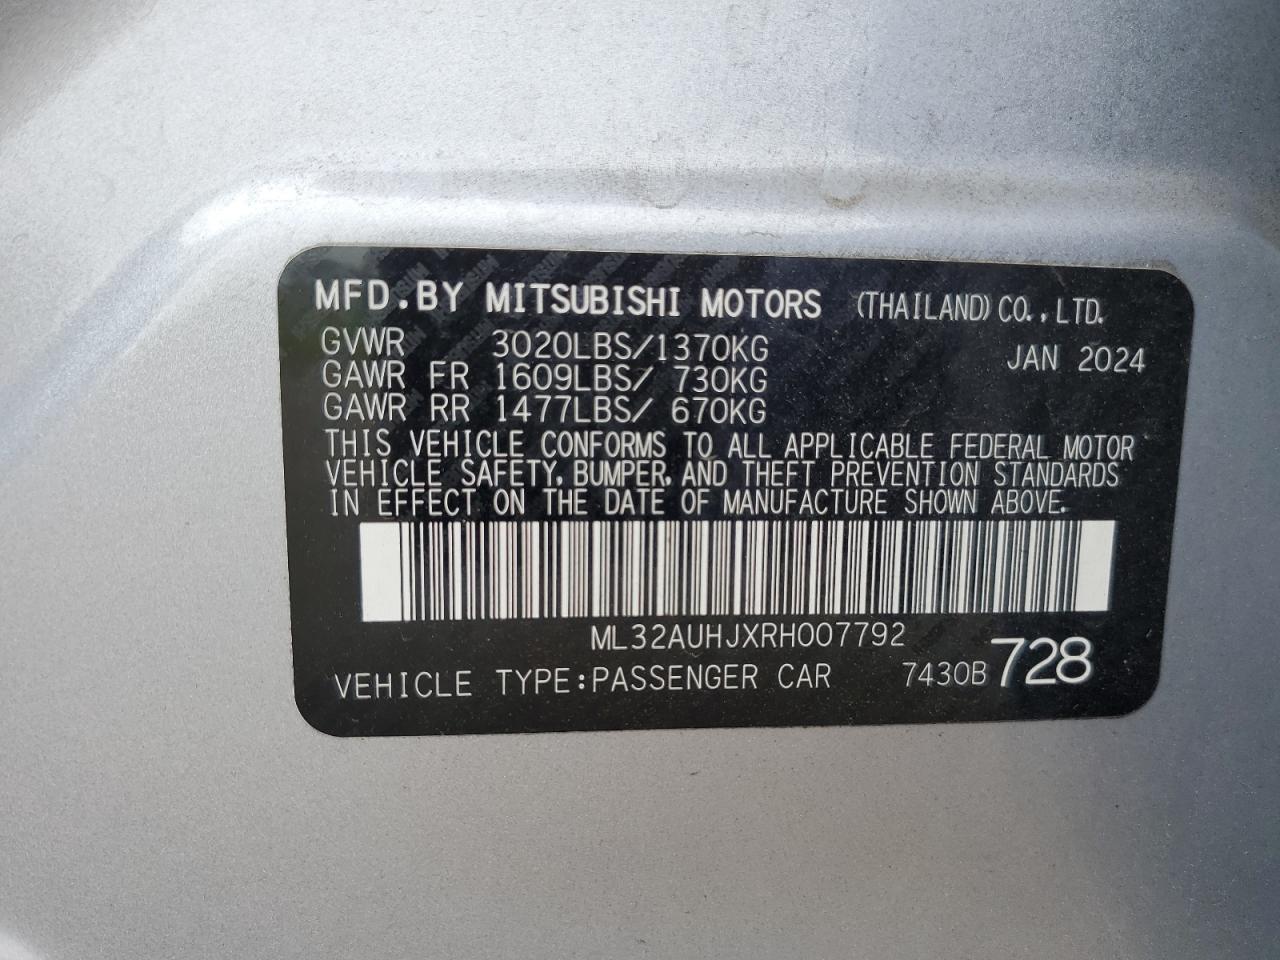 MFD.BY MITSUBISHI MOTORS (THAILAND) CO., LTD.
GVWR 3020LBS/1370KG JAN 2024
GAWR FR 1609LBS/ 730KG
GAWR RR 1477LBS/ 670KG
THIS VEHICLE CONFORMS TO ALL APPLICABLE FEDERAL MOTOR
VEHICLE SAFETY, BUMPER, AND THEFT PREVENTION STANDARDS
IN EFFECT ON THE DATE OF MANUFACTURE SHOWN ABOVE.
ML32AUHJXRH007792
VEHICLE TYPE:PASSENGER CAR 7430B 728